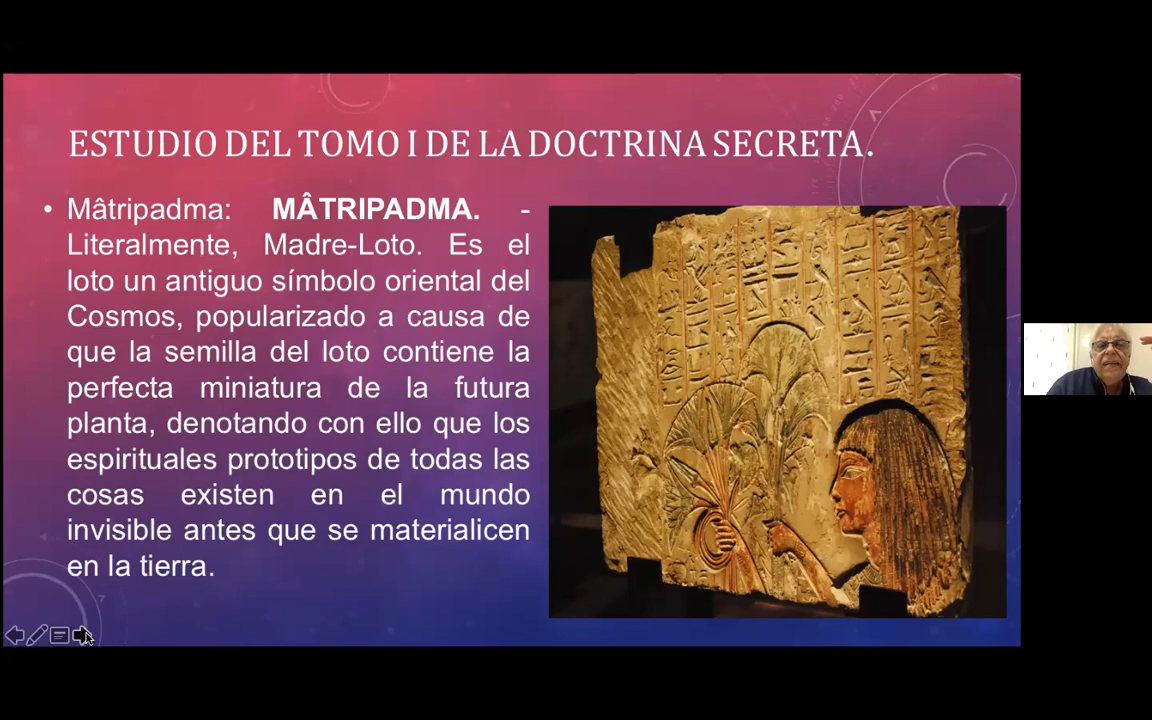 ESTUDIO DEL TOMO I DE LA DOCTRINA SECRETA.
• Mâtripadma: MÂTRIPADMA. -
Literalmente, Madre-Loto. Es el
loto un antiguo símbolo oriental del
Cosmos, popularizado a causa de
que la semilla del loto contiene la
perfecta miniatura de la futura
planta, denotando con ello que los
espirituales prototipos de todas las
cosas existen en el mundo
invisible antes que se materialicen
en la tierra.